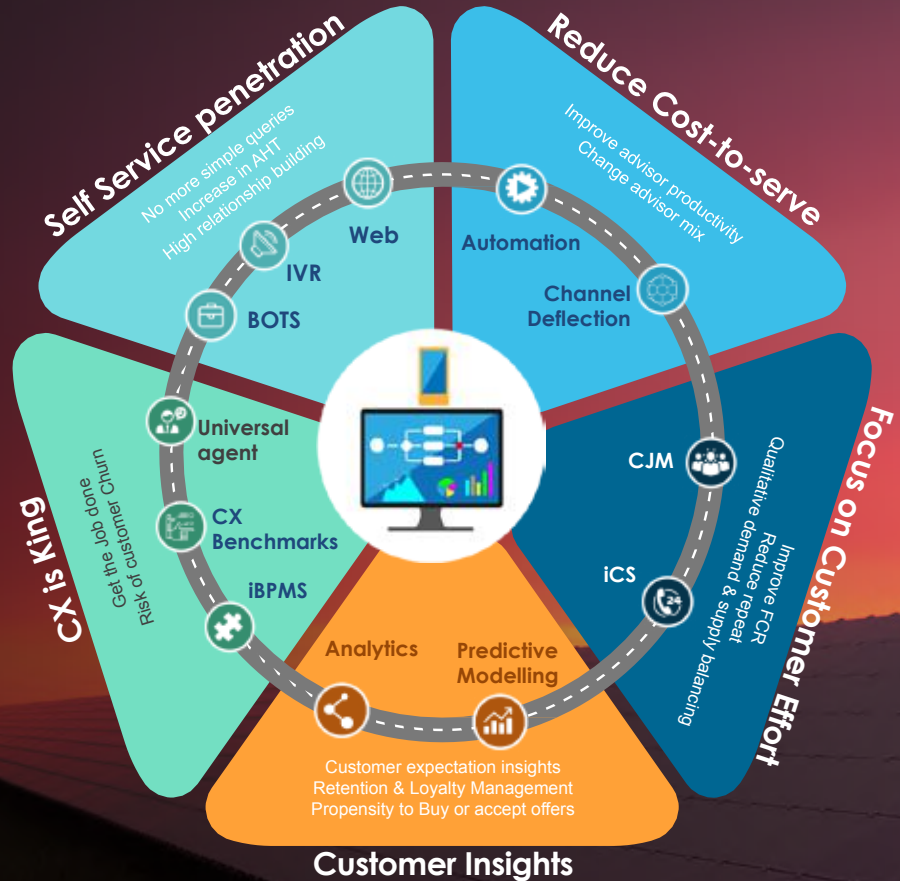 Self Service penetration
No more simple queries
Increase in AHT
High relationship building
Web
IVR
BOTS
Reduce Cost-to-serve
Improve advisor productivity
Change advisor mix
Automation
Channel
Deflection
Focus on Customer Effort
Improve FCR
Reduce repeat
Qualitative demand & supply balancing
CJM
iCS
24
Customer Insights
Analytics
Predictive
Modelling
Customer expectation insights
Retention & Loyalty Management
Propensity to Buy or accept offers
CX is King
Get the Job done
Risk of customer Churn
Universal
agent
CX
Benchmarks
iBPMS